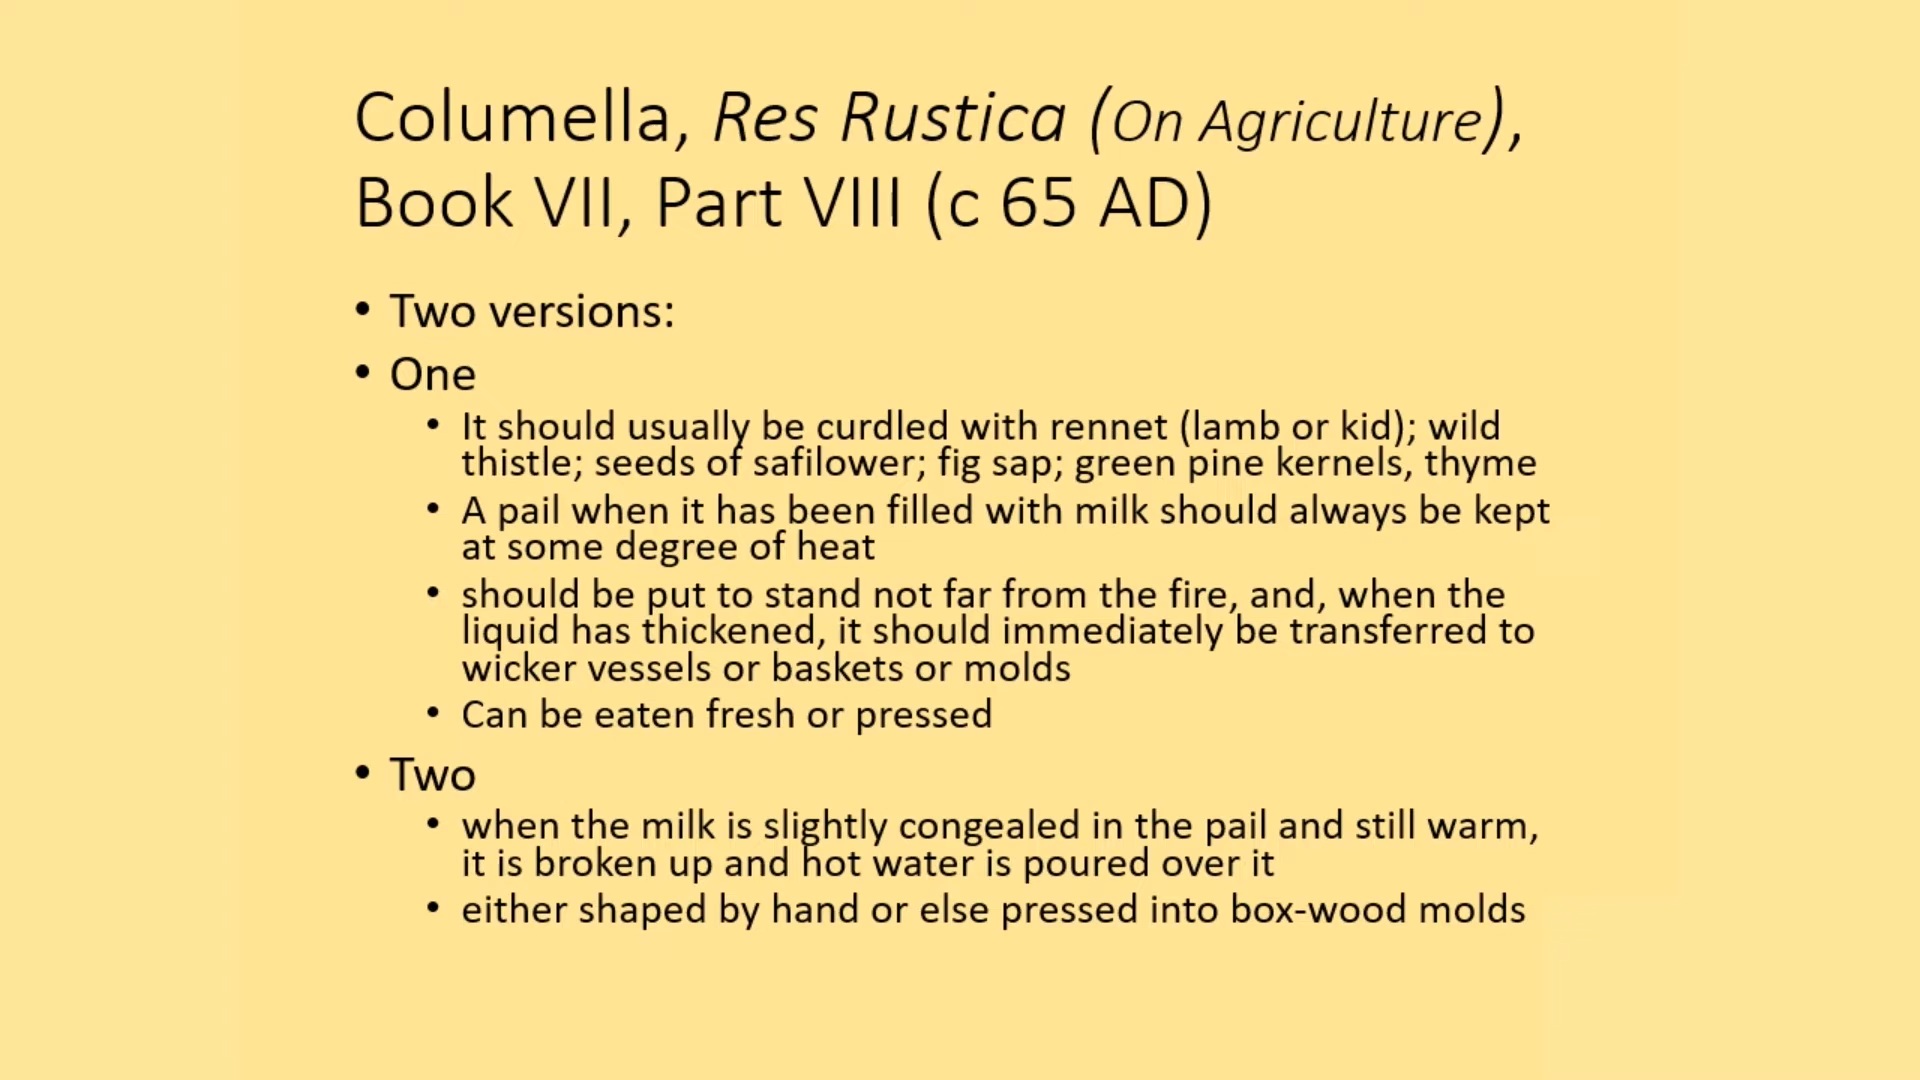 Columella, Res Rustica (On Agriculture),
Book VII, Part VIII (c 65 AD)
• Two versions:
• One
• It should usually be curdled with rennet (lamb or kid); wild
thistle; seeds of safilower; fig sap; green pine kernels, thyme
• A pail when it has been filled with milk should always be kept
at some degree of heat
• should be put to stand not far from the fire, and, when the
liquid has thickened, it should immediately be transferred to
wicker vessels or baskets or molds
• Can be eaten fresh or pressed
• Two
• when the milk is slightly congealed in the pail and still warm,
it is broken up and hot water is poured over it
• either shaped by hand or else pressed into box-wood molds